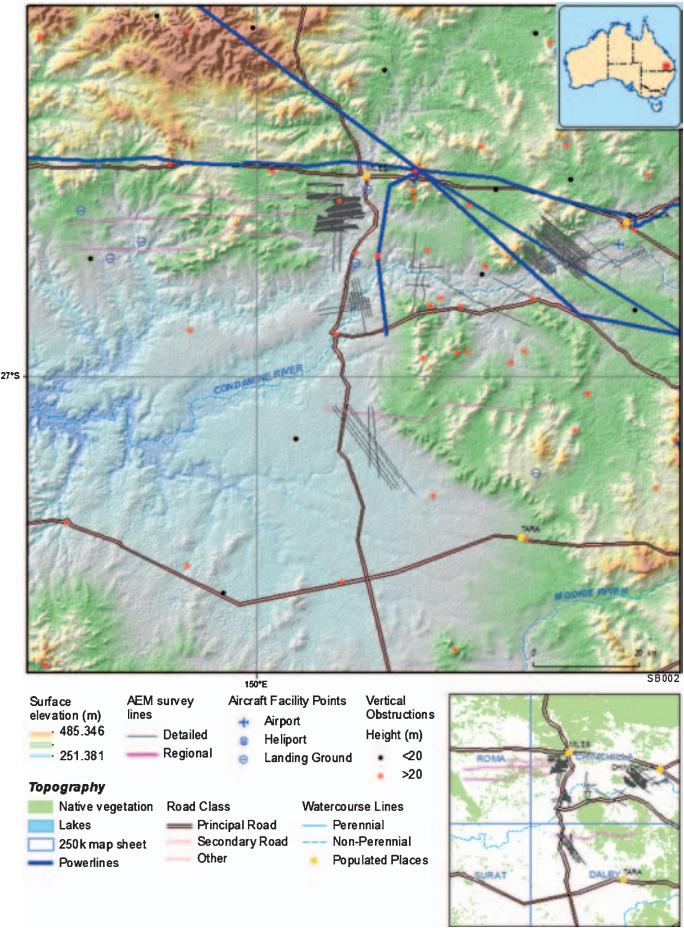 27°S
CONDAMINE RIVER
TARA
MOONIE RIVER
0 20 km
SB002
150°E
Surface elevation (m)
485.346
251.381
AEM survey lines
Detailed
Regional
Aircraft Facility Points
Airport
Heliport
Landing Ground
Vertical Obstructions
Height (m)
<20
>20
Topography
Native vegetation
Lakes
250k map sheet
Powerlines
Road Class
Principal Road
Secondary Road
Other
Watercourse Lines
Perennial
Non-Perennial
Populated Places
MILES
ROMA
CHINCHILLA
SURAT
DALBY
TARA